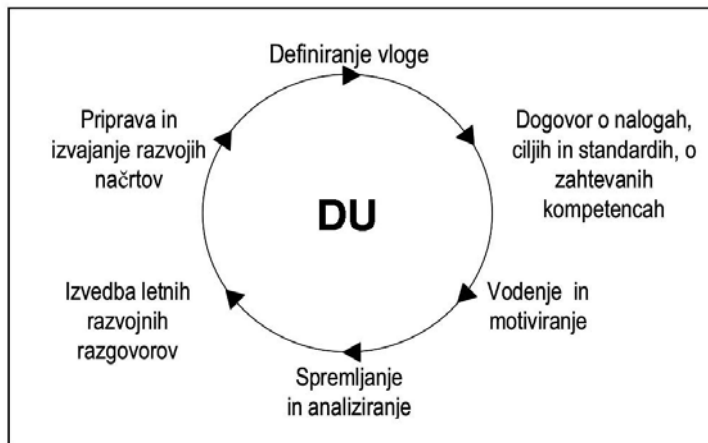 Definiranje vloge
Dogovor o nalogah,
ciljih in standardih, o
zahtevanih
kompetencah
Vodenje in
motiviranje
Spremljanje
in analiziranje
Izvedba letnih
razvojnih
razgovorov
Priprava in
izvajanje razvojih
načrtov
DU